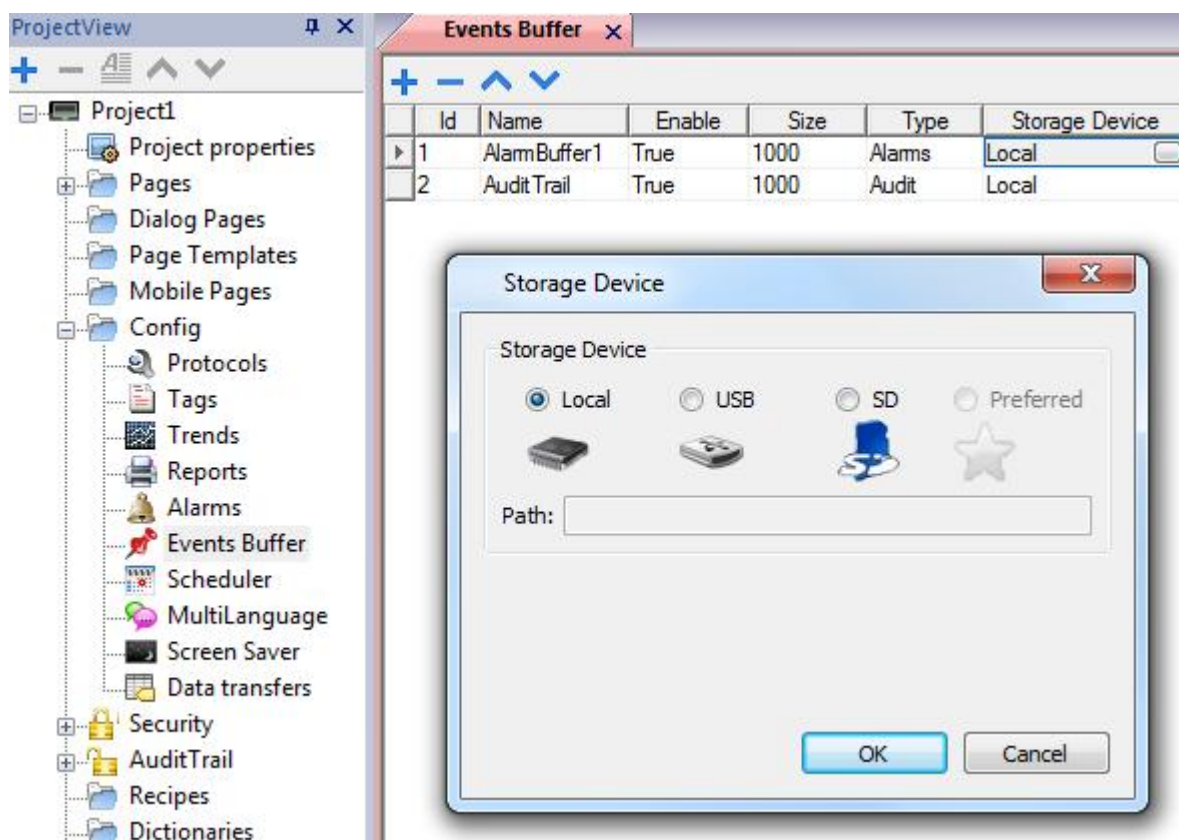 ProjectView
Project1
Project properties
Pages
Dialog Pages
Page Templates
Mobile Pages
Config
Protocols
Tags
Trends
Reports
Alarms
Events Buffer
Scheduler
MultiLanguage
Screen Saver
Data transfers
Security
AuditTrail
Recipes
Dictionaries
Events Buffer
Id Name Enable Size Type Storage Device
1 AlarmBuffer1 True 1000 Alarms Local
2 AuditTrail True 1000 Audit Local
Storage Device
Storage Device
Local USB SD Preferred
Path:
OK Cancel